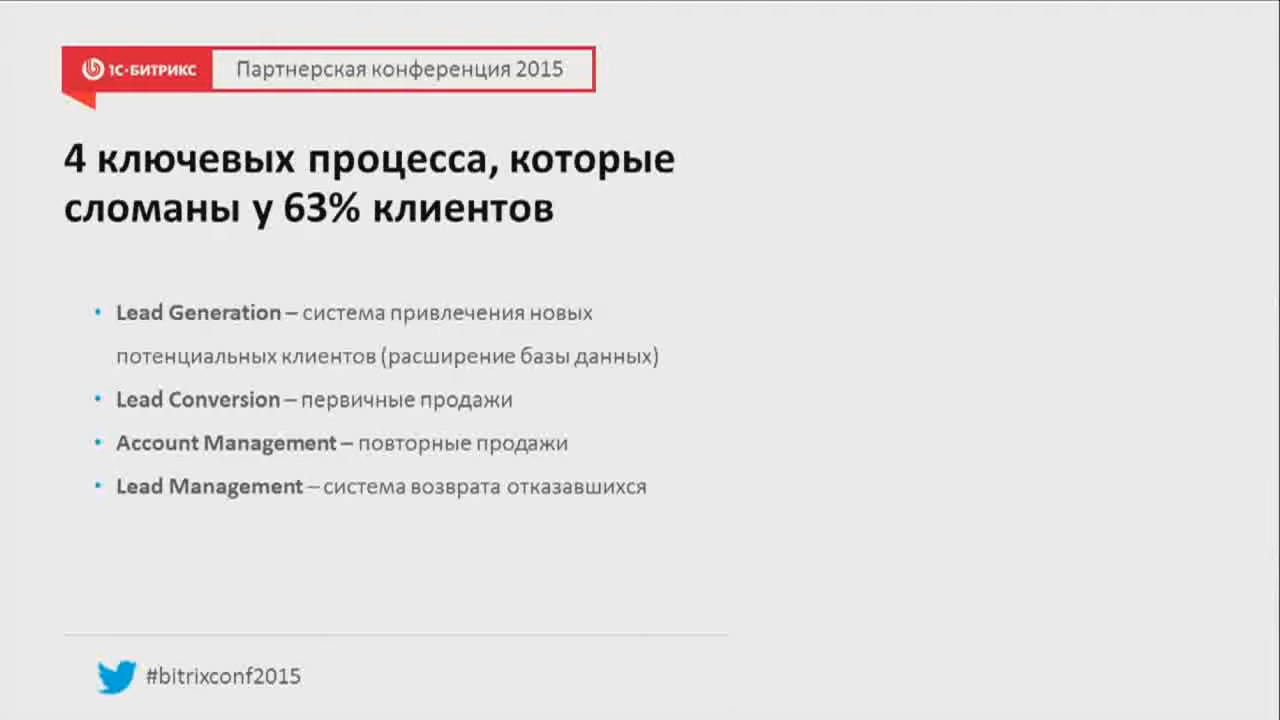 1С-БИТРИКС Партнерская конференция 2015
4 ключевых процесса, которые
сломаны у 63% клиентов
• Lead Generation – система привлечения новых
потенциальных клиентов (расширение базы данных)
• Lead Conversion – первичные продажи
• Account Management – повторные продажи
• Lead Management – система возврата отказавшихся
#bitrixconf2015